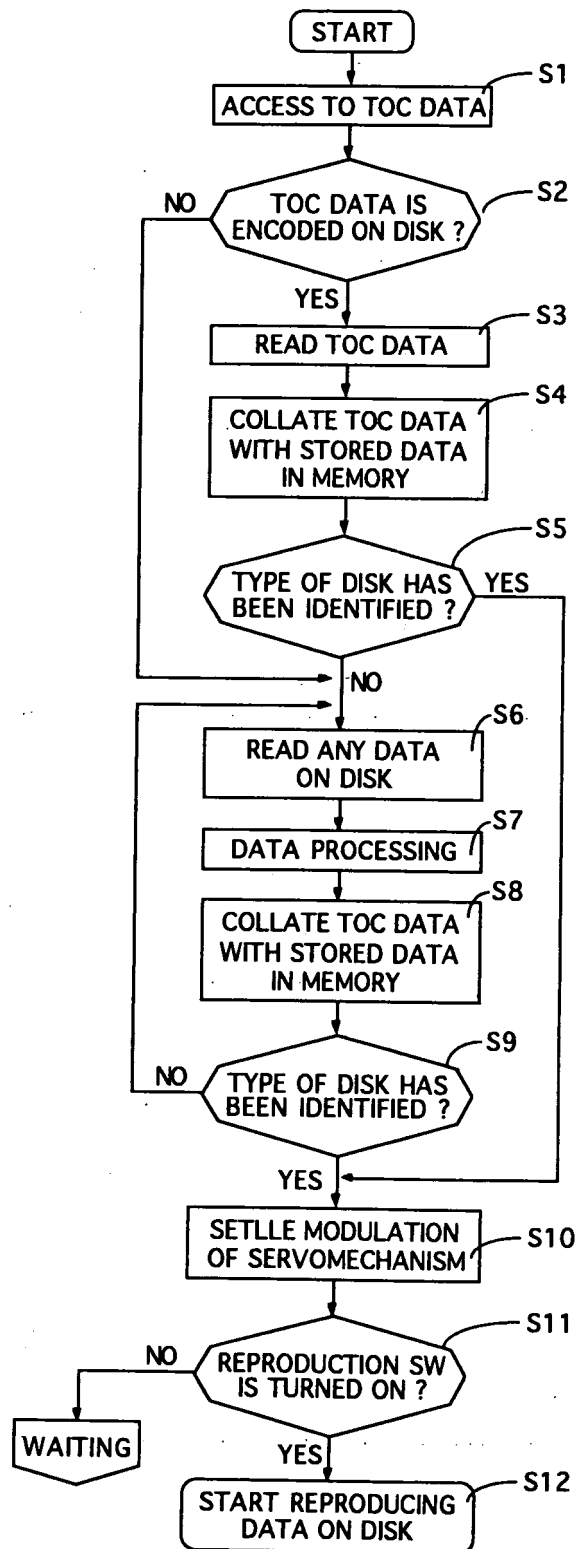 START
S1
ACCESS TO TOC DATA
S2
NO
TOC DATA IS
ENCODED ON DISK ?
YES
S3
READ TOC DATA
S4
COLLATE TOC DATA
WITH STORED DATA
IN MEMORY
S5
TYPE OF DISK HAS
BEEN IDENTIFIED ?
YES
NO
S6
READ ANY DATA
ON DISK
S7
DATA PROCESSING
S8
COLLATE TOC DATA
WITH STORED DATA
IN MEMORY
S9
NO
TYPE OF DISK HAS
BEEN IDENTIFIED ?
YES
SETLLE MODULATION
OF SERVOMECHANISM
S10
S11
NO
REPRODUCTION SW
IS TURNED ON ?
WAITING
YES
S12
START REPRODUCING
DATA ON DISK